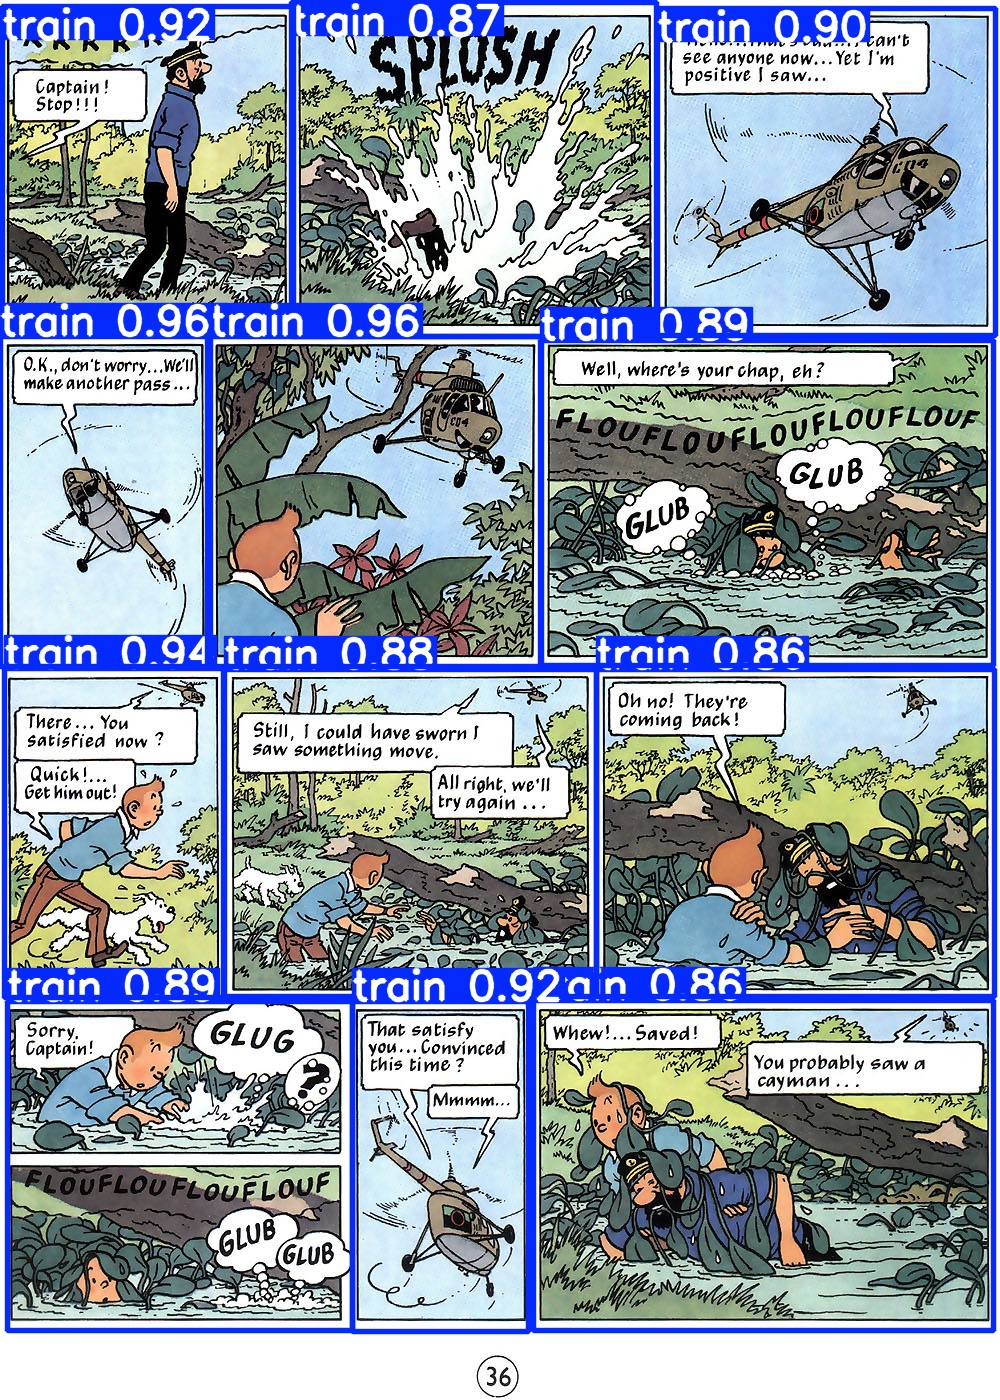 train 0.92
train 0.87
train 0.90
Captain!
Stop!!!
SPLOSH
can't
see anyone now... Yet I'm
positive I saw...
train 0.96
train 0.96
train 0.89
O.K., don't worry...We'll
make another pass...
Well, where's your chap, eh?
FLOUFLOUFLOUFLOUFLOUF
GLUB
GLUB
train 0.94
train 0.88
train 0.86
There... You
satisfied now ?
Quick!...
Get him out!
Still, I could have sworn I
saw something move.
All right, we'll
try again ...
Oh no! They're
coming back!
train 0.89
train 0.92
ain 0.86
Sorry,
Captain!
GLUG
?
FLOUFLOUFLOUFLOUF
GLUB
GLUB
That satisfy
you... Convinced
this time ?
Mmmm...
Whew!... Saved!
You probably saw a
cayman ...
36